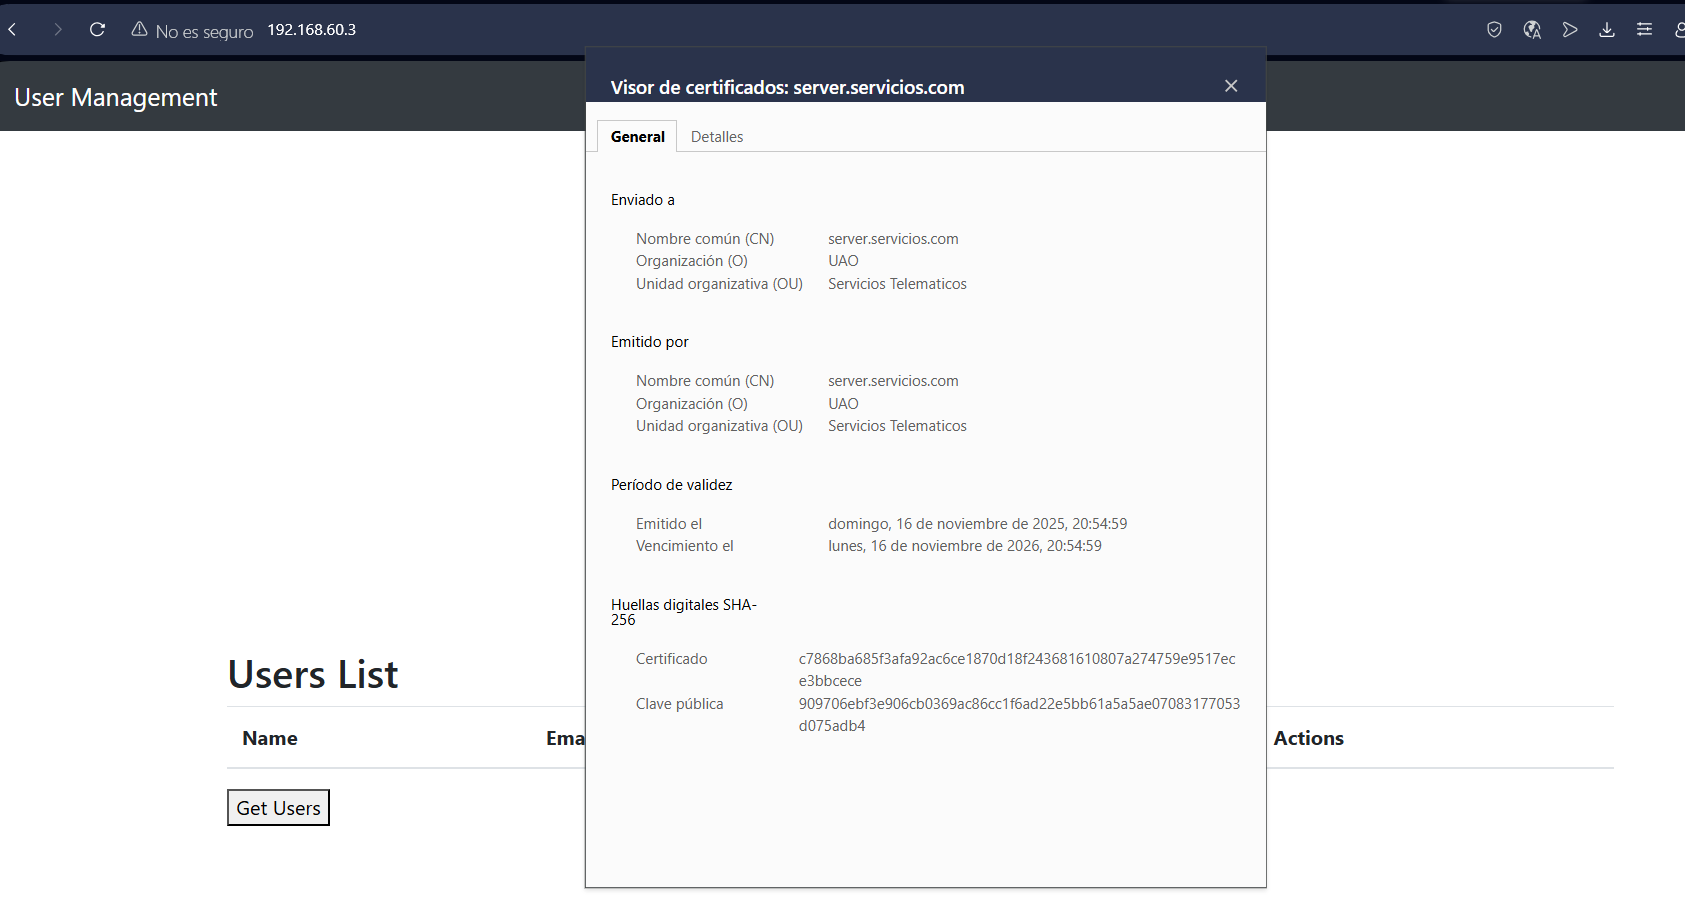 No es seguro 192.168.60.3
User Management
Visor de certificados: server.servicios.com
General Detalles
Enviado a
Nombre común (CN) server.servicios.com
Organización (O) UAO
Unidad organizativa (OU) Servicios Telematicos
Emitido por
Nombre común (CN) server.servicios.com
Organización (O) UAO
Unidad organizativa (OU) Servicios Telematicos
Período de validez
Emitido el domingo, 16 de noviembre de 2025, 20:54:59
Vencimiento el lunes, 16 de noviembre de 2026, 20:54:59
Huellas digitales SHA-
256
Certificado c7868ba685f3afa92ac6ce1870d18f243681610807a274759e9517ec
e3bbcece
Clave pública 909706ebf3e906cb0369ac86cc1f6ad22e5bb61a5a5ae07083177053
d075adb4
Users List
Name Ema Actions
Get Users